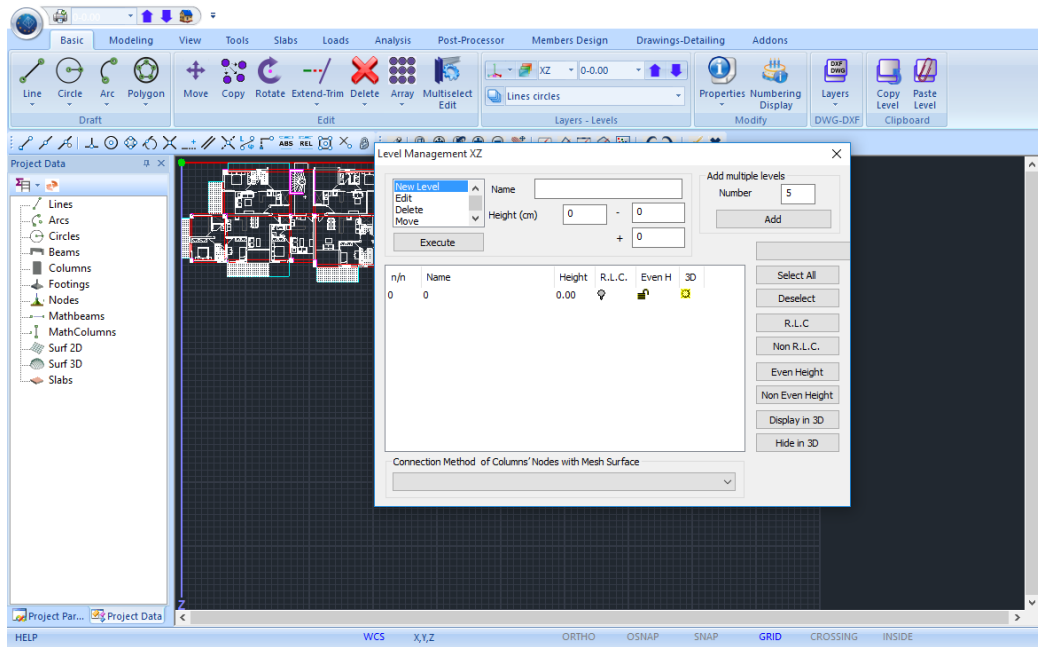 Basic Modeling View Tools Slabs Loads Analysis Post-Processor Members Design Drawings-Detailing Addons
XZ 0-0.00
DXF
DWG
Line Circle Arc Polygon Move Copy Rotate Extend-Trim Delete Array Multiselect Edit
Lines circles
Properties Numbering Display Layers Copy Level Paste Level
Draft Edit Layers - Levels Modify DWG-DXF Clipboard
ABS REL
Project Data
Lines
Arcs
Circles
Beams
Columns
Footings
Nodes
Mathbeams
MathColumns
Surf 2D
Surf 3D
Slabs
Level Management XZ
New Level
Edit
Delete
Move
Execute
Name
Height (cm) 0 - 0
+ 0
Add multiple levels
Number 5
Add
n/n Name Height R.L.C. Even H 3D
0 0 0.00
Select All
Deselect
R.L.C
Non R.L.C.
Even Height
Non Even Height
Display in 3D
Hide in 3D
Connection Method of Columns' Nodes with Mesh Surface
Z
Project Par... Project Data
HELP WCS X,Y,Z ORTHO OSNAP SNAP GRID CROSSING INSIDE